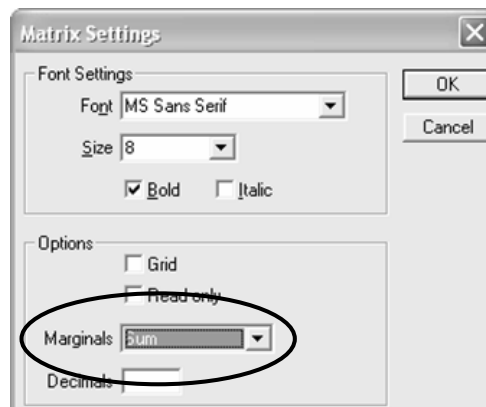 Matrix Settings
Font Settings
OK
Font MS Sans Serif
Cancel
Size 8
Bold Italic
Options
Grid
Read only
Marginals Sum
Decimals